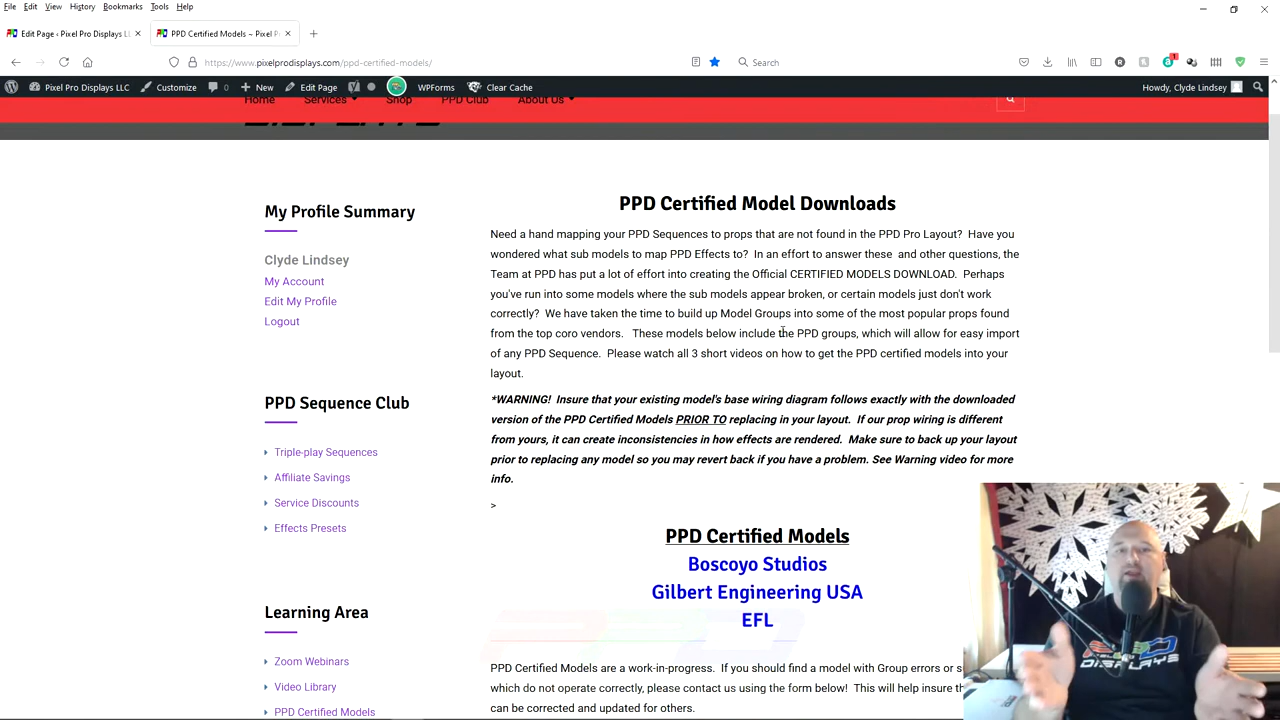 File Edit View History Bookmarks Tools Help
Edit Page ‹ Pixel Pro Displays LL
PPD Certified Models ~ Pixel P
https://www.pixelprodisplays.com/ppd-certified-models/
Search
1
Pixel Pro Displays LLC Customize 0 New Edit Page WPForms Clear Cache Howdy, Clyde Lindsey
Home Services Shop PPD Club About Us
My Profile Summary
Clyde Lindsey
My Account
Edit My Profile
Logout
PPD Sequence Club
Triple-play Sequences
Affiliate Savings
Service Discounts
Effects Presets
Learning Area
Zoom Webinars
Video Library
PPD Certified Models
PPD Certified Model Downloads
Need a hand mapping your PPD Sequences to props that are not found in the PPD Pro Layout? Have you
wondered what sub models to map PPD Effects to? In an effort to answer these and other questions, the
Team at PPD has put a lot of effort into creating the Official CERTIFIED MODELS DOWNLOAD. Perhaps
you've run into some models where the sub models appear broken, or certain models just don't work
correctly? We have taken the time to build up Model Groups into some of the most popular props found
from the top coro vendors. These models below include the PPD groups, which will allow for easy import
of any PPD Sequence. Please watch all 3 short videos on how to get the PPD certified models into your
layout.
*WARNING! Insure that your existing model's base wiring diagram follows exactly with the downloaded
version of the PPD Certified Models PRIOR TO replacing in your layout. If our prop wiring is different
from yours, it can create inconsistencies in how effects are rendered. Make sure to back up your layout
prior to replacing any model so you may revert back if you have a problem. See Warning video for more
info.
>
PPD Certified Models
Boscoyo Studios
Gilbert Engineering USA
EFL
PPD Certified Models are a work-in-progress. If you should find a model with Group errors or s
which do not operate correctly, please contact us using the form below! This will help insure th
can be corrected and updated for others.
DISPLAYS